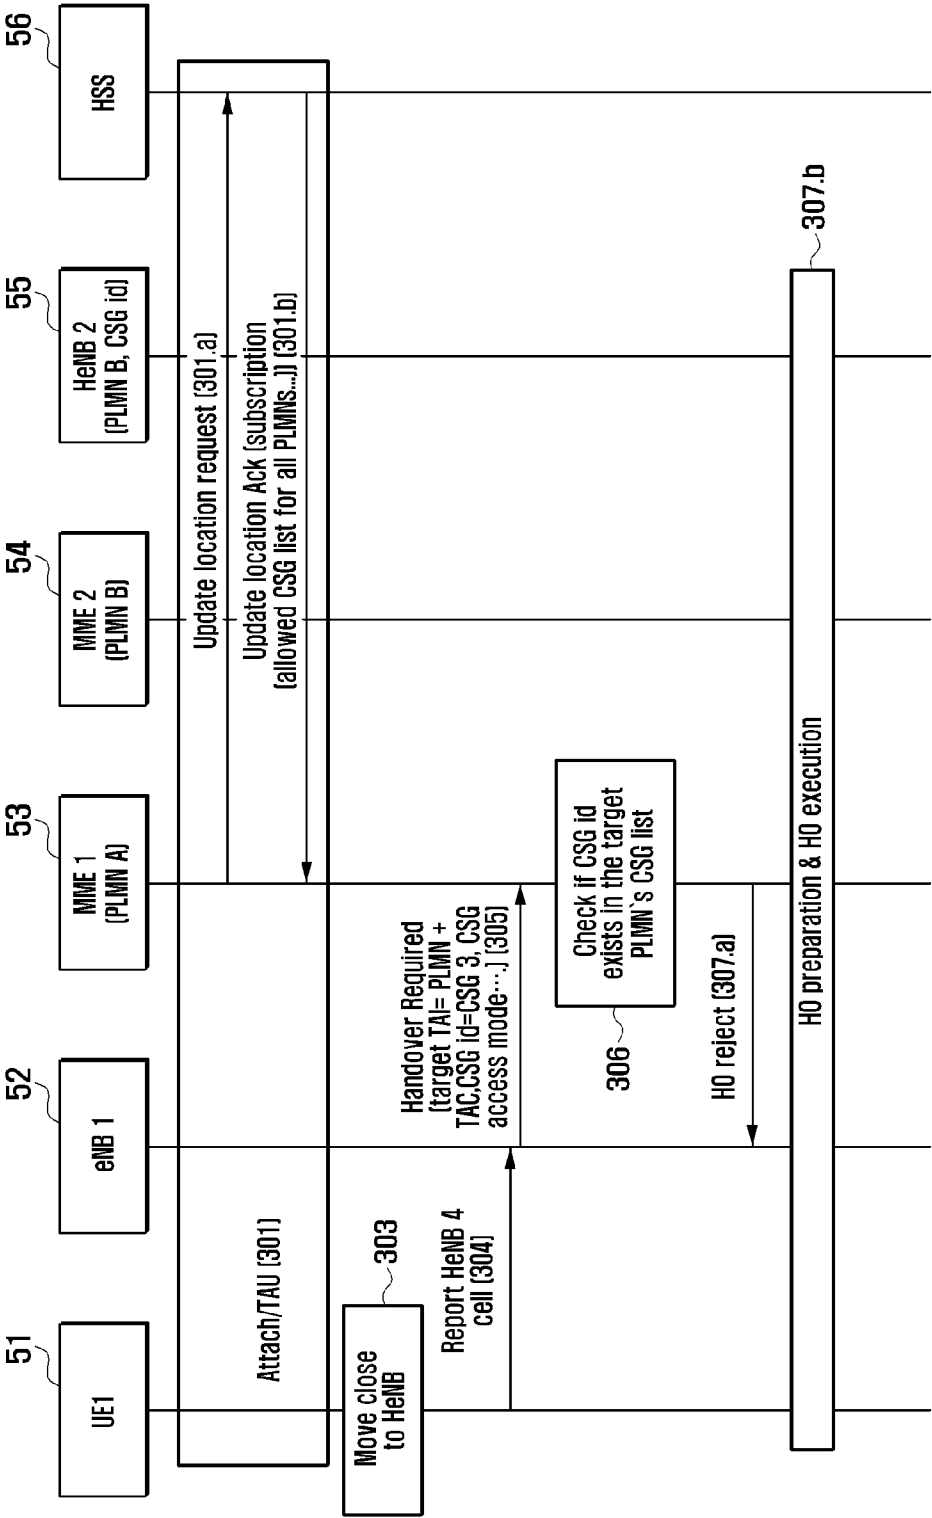 51
UE1
52
eNB 1
53
MME 1
(PLMN A)
54
MME 2
(PLMN B)
55
HeNB 2
(PLMN B, CSG id)
56
HSS
Attach/TAU (301)
Update location request (301.a)
Update location Ack (subscription
(allowed CSG list for all PLMNs...)) (301.b)
Move close
to HeNB
303
Report HeNB 4
cell (304)
Handover Required
(target TAI= PLMN +
TAC,CSG id=CSG 3, CSG
access mode....) (305)
Check if CSG id
exists in the target
PLMN`s CSG list
306
HO reject (307.a)
HO preparation & HO execution
307.b